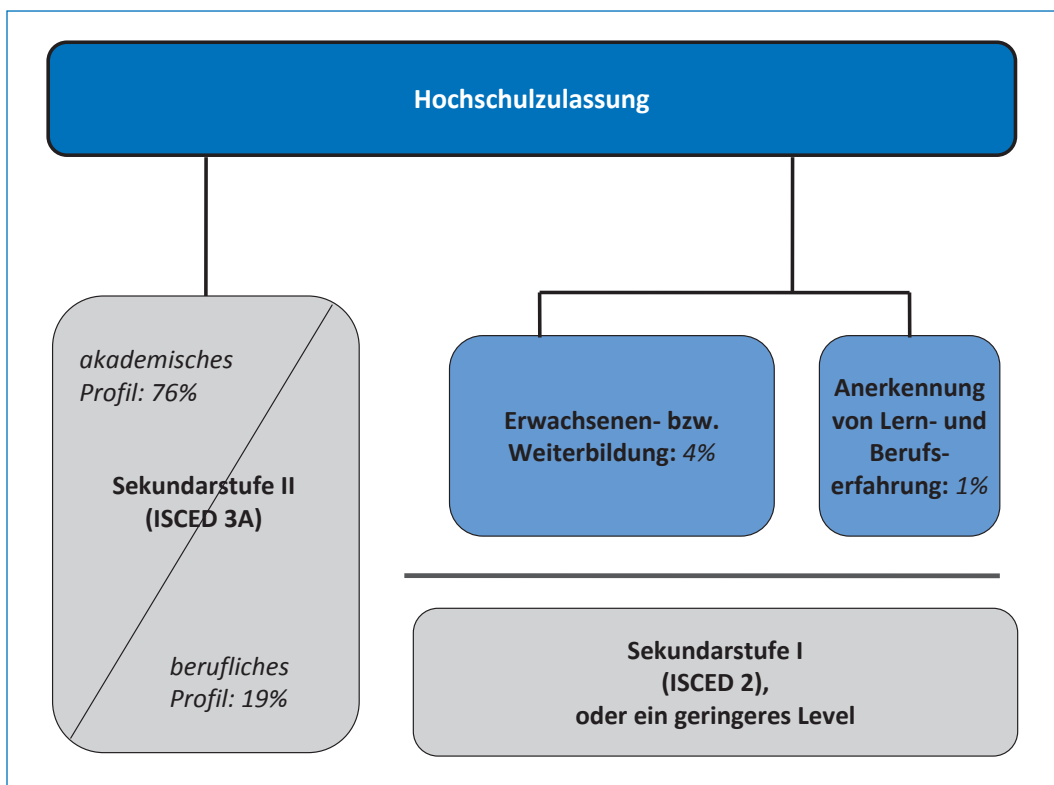 Hochschulzulassung
akademisches
Profil: 76%
Sekundarstufe II
(ISCED 3A)
berufliches
Profil: 19%
Erwachsenen- bzw.
Weiterbildung: 4%
Anerkennung
von Lern- und
Berufs-
erfahrung: 1%
Sekundarstufe I
(ISCED 2),
oder ein geringeres Level